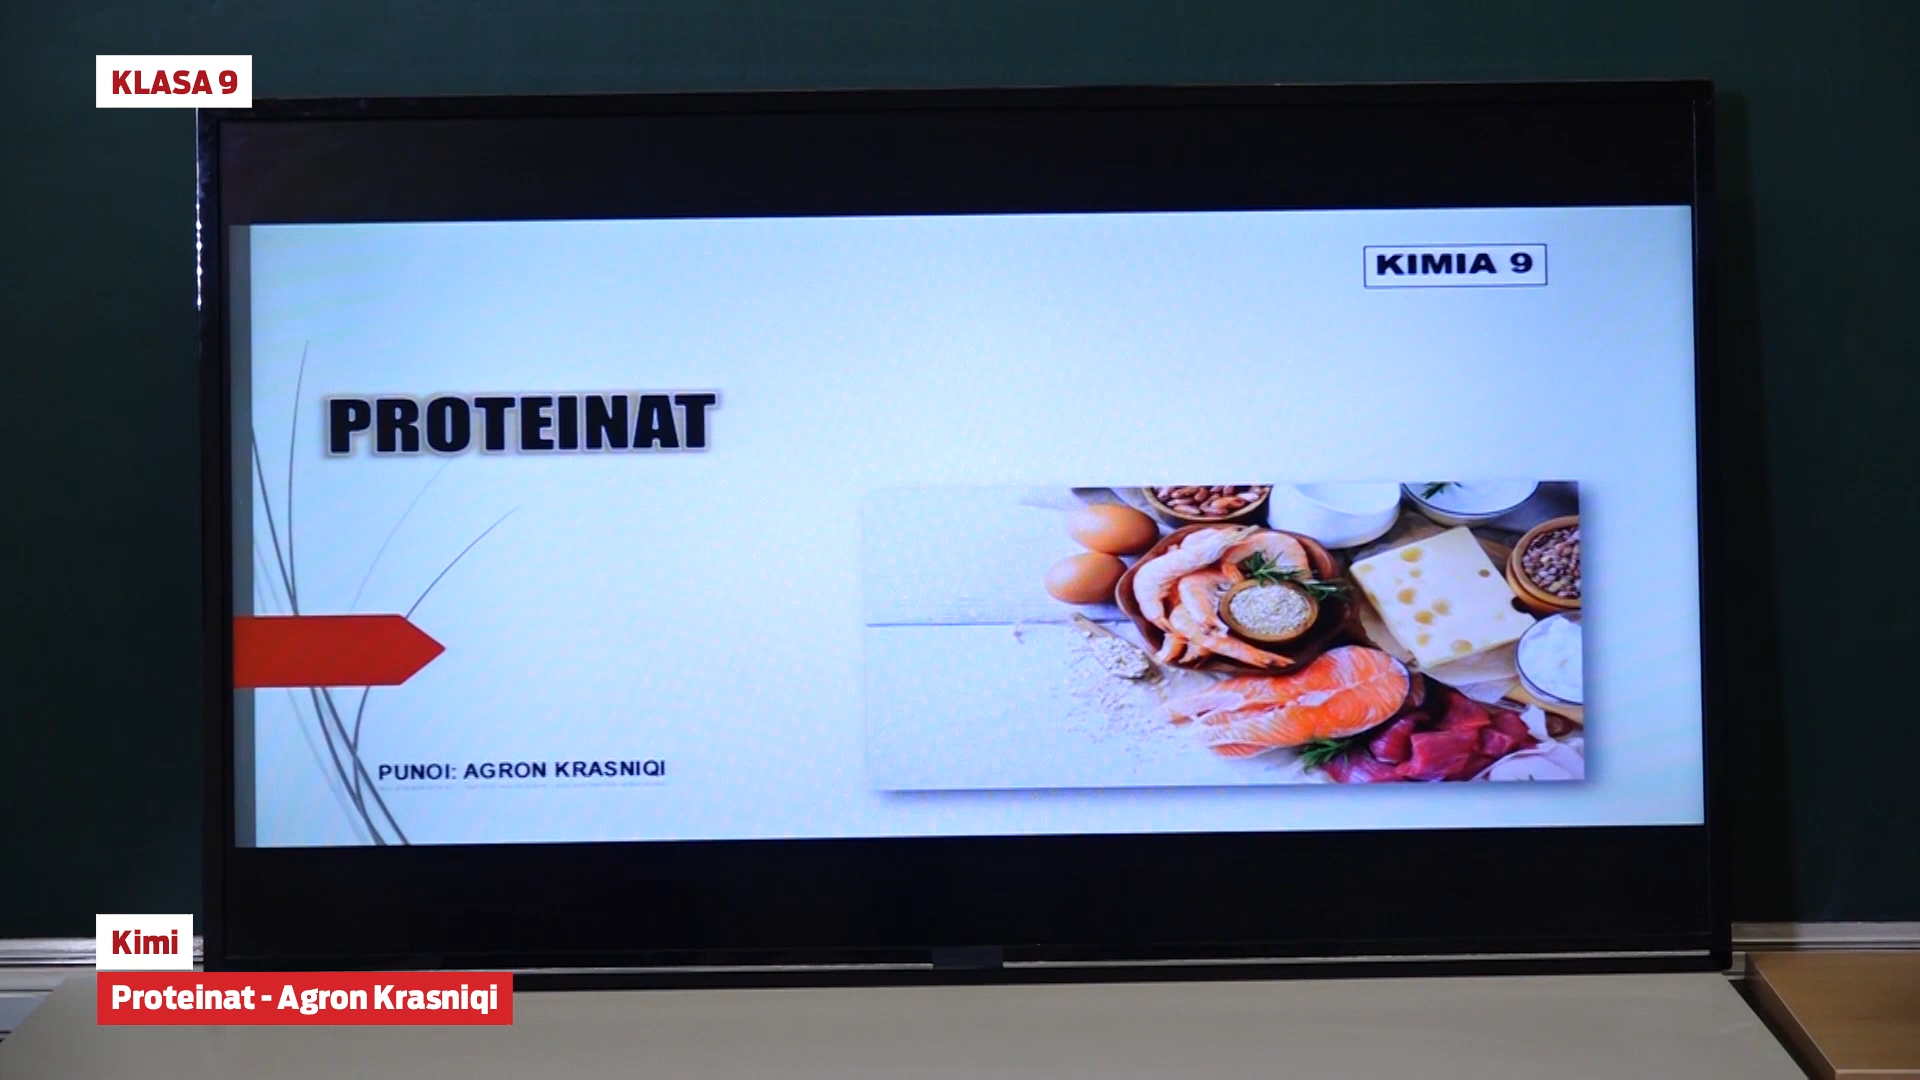 KLASA 9
KIMIA 9
PROTEINAT
PUNOI: AGRON KRASNIQI
Kimi
Proteinat - Agron Krasniqi